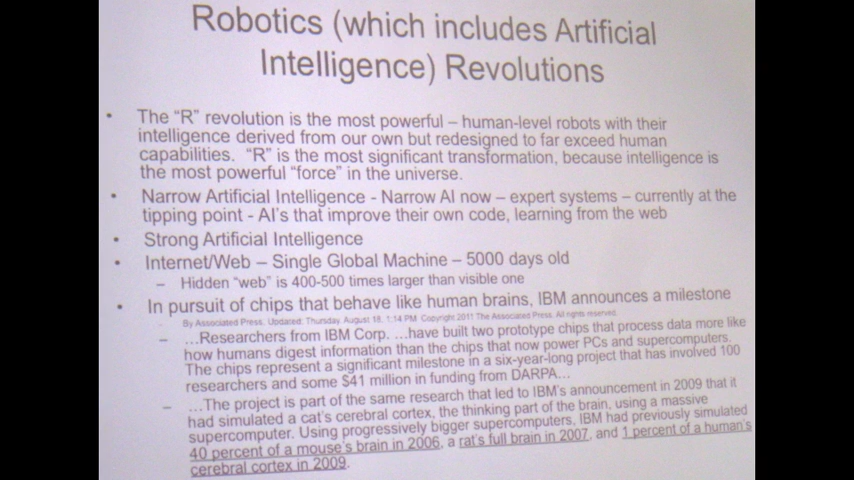 Robotics (which includes Artificial
Intelligence) Revolutions
• The “R” revolution is the most powerful – human-level robots with their
intelligence derived from our own but redesigned to far exceed human
capabilities. “R” is the most significant transformation, because intelligence is
the most powerful “force” in the universe.
• Narrow Artificial Intelligence - Narrow AI now – expert systems – currently at the
tipping point - AI's that improve their own code, learning from the web
• Strong Artificial Intelligence
• Internet/Web – Single Global Machine – 5000 days old
– Hidden “web” is 400-500 times larger than visible one
• In pursuit of chips that behave like human brains, IBM announces a milestone
– By Associated Press, Updated: Thursday, August 18, 1:14 PM Copyright 2011 The Associated Press. All rights reserved.
– …Researchers from IBM Corp. …have built two prototype chips that process data more like
how humans digest information than the chips that now power PCs and supercomputers.
The chips represent a significant milestone in a six-year-long project that has involved 100
researchers and some $41 million in funding from DARPA…
– …The project is part of the same research that led to IBM's announcement in 2009 that it
had simulated a cat's cerebral cortex, the thinking part of the brain, using a massive
supercomputer. Using progressively bigger supercomputers, IBM had previously simulated
40 percent of a mouse's brain in 2006, a rat's full brain in 2007, and 1 percent of a human's
cerebral cortex in 2009.